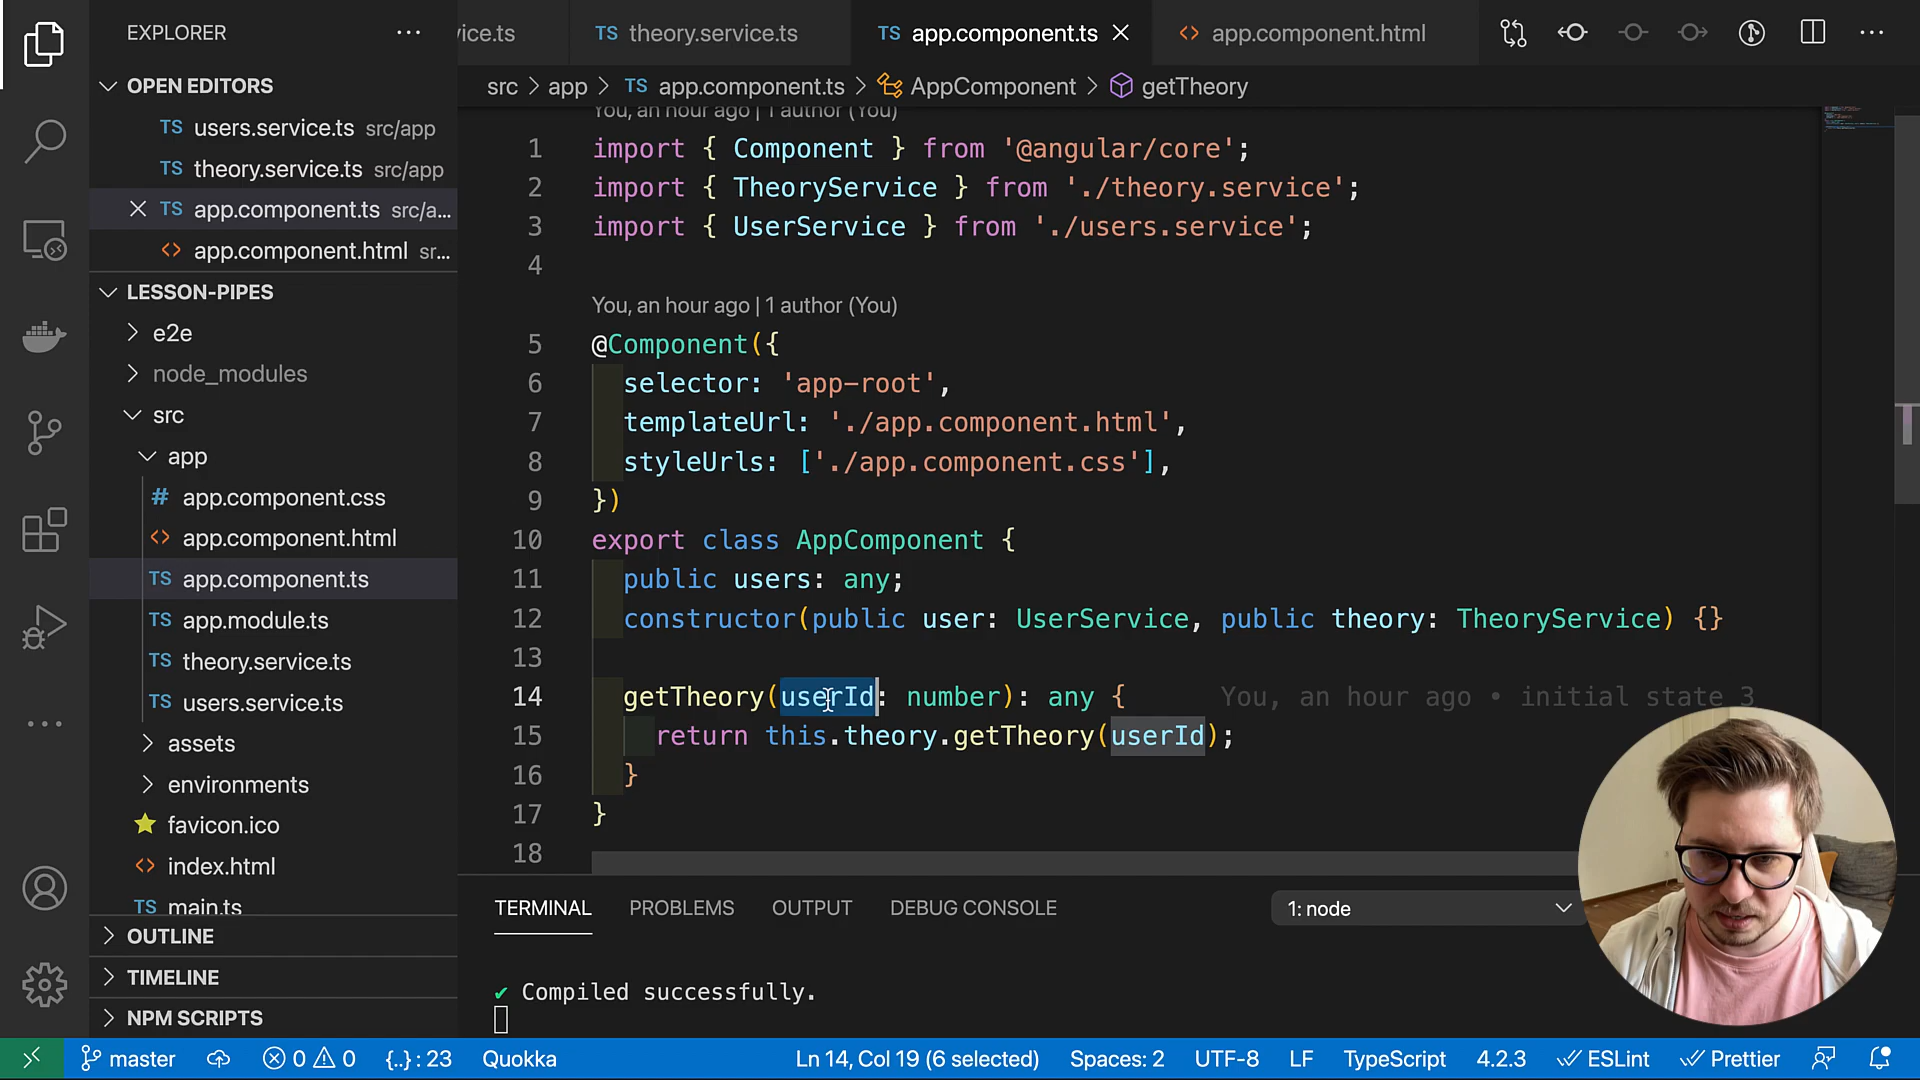 EXPLORER
OPEN EDITORS
TS users.service.ts src/app
TS theory.service.ts src/app
TS app.component.ts src/a...
<> app.component.html sr...
LESSON-PIPES
e2e
node_modules
src
app
# app.component.css
<> app.component.html
TS app.component.ts
TS app.module.ts
TS theory.service.ts
TS users.service.ts
assets
environments
favicon.ico
<> index.html
TS main.ts
OUTLINE
TIMELINE
NPM SCRIPTS
vice.ts
TS theory.service.ts
TS app.component.ts
<> app.component.html
src > app > TS app.component.ts > AppComponent > getTheory
You, an hour ago | 1 author (You)
1 import { Component } from '@angular/core';
2 import { TheoryService } from './theory.service';
3 import { UserService } from './users.service';
4
You, an hour ago | 1 author (You)
5 @Component({
6 selector: 'app-root',
7 templateUrl: './app.component.html',
8 styleUrls: ['./app.component.css'],
9 })
10 export class AppComponent {
11 public users: any;
12 constructor(public user: UserService, public theory: TheoryService) {}
13
14 getTheory(userId: number): any { You, an hour ago • initial state 3
15 return this.theory.getTheory(userId);
16 }
17 }
18
TERMINAL PROBLEMS OUTPUT DEBUG CONSOLE 1: node
✔ Compiled successfully.
master 0 0 {..} : 23 Quokka Ln 14, Col 19 (6 selected) Spaces: 2 UTF-8 LF TypeScript 4.2.3 ESLint Prettier